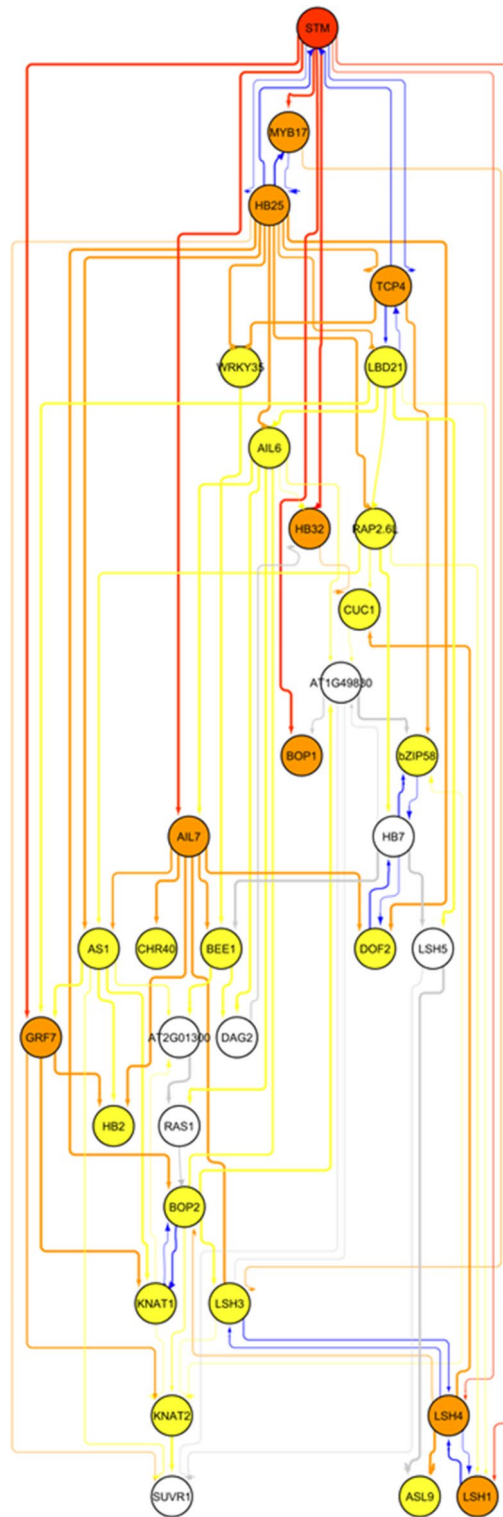 STM
MYB17
HB25
TCP4
WRKY35
LBD21
AIL6
HB32
RAP2.6L
CUC1
AT1G49830
BOP1
bZIP58
AIL7
HB7
AS1
CHR40
BEE1
DOF2
LSH5
GRF7
AT2G01300
DAG2
HB2
RAS1
BOP2
KNAT1
LSH3
KNAT2
LSH4
SUVR1
ASL9
LSH1